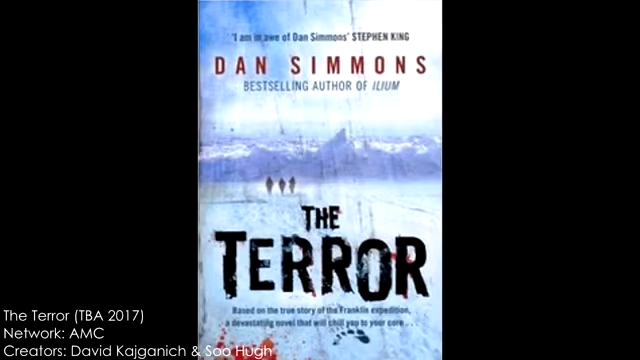 'I am in awe of Dan Simmons' STEPHEN KING
DAN SIMMONS
BESTSELLING AUTHOR OF ILIUM
THE
TERROR
Based on the true story of the Franklin expedition,
a devastating novel that will chill you to your core . . .
The Terror (TBA 2017)
Network: AMC
Creators: David Kajganich & Soo Hugh